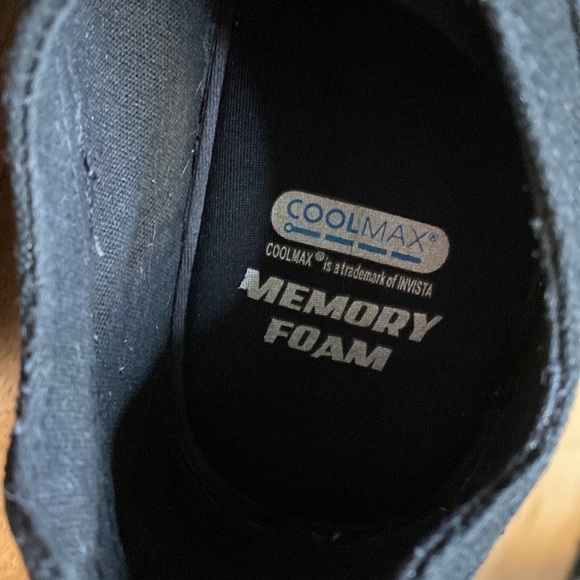 COOLMAX®
COOLMAX® is a trademark of INVISTA
MEMORY
FOAM